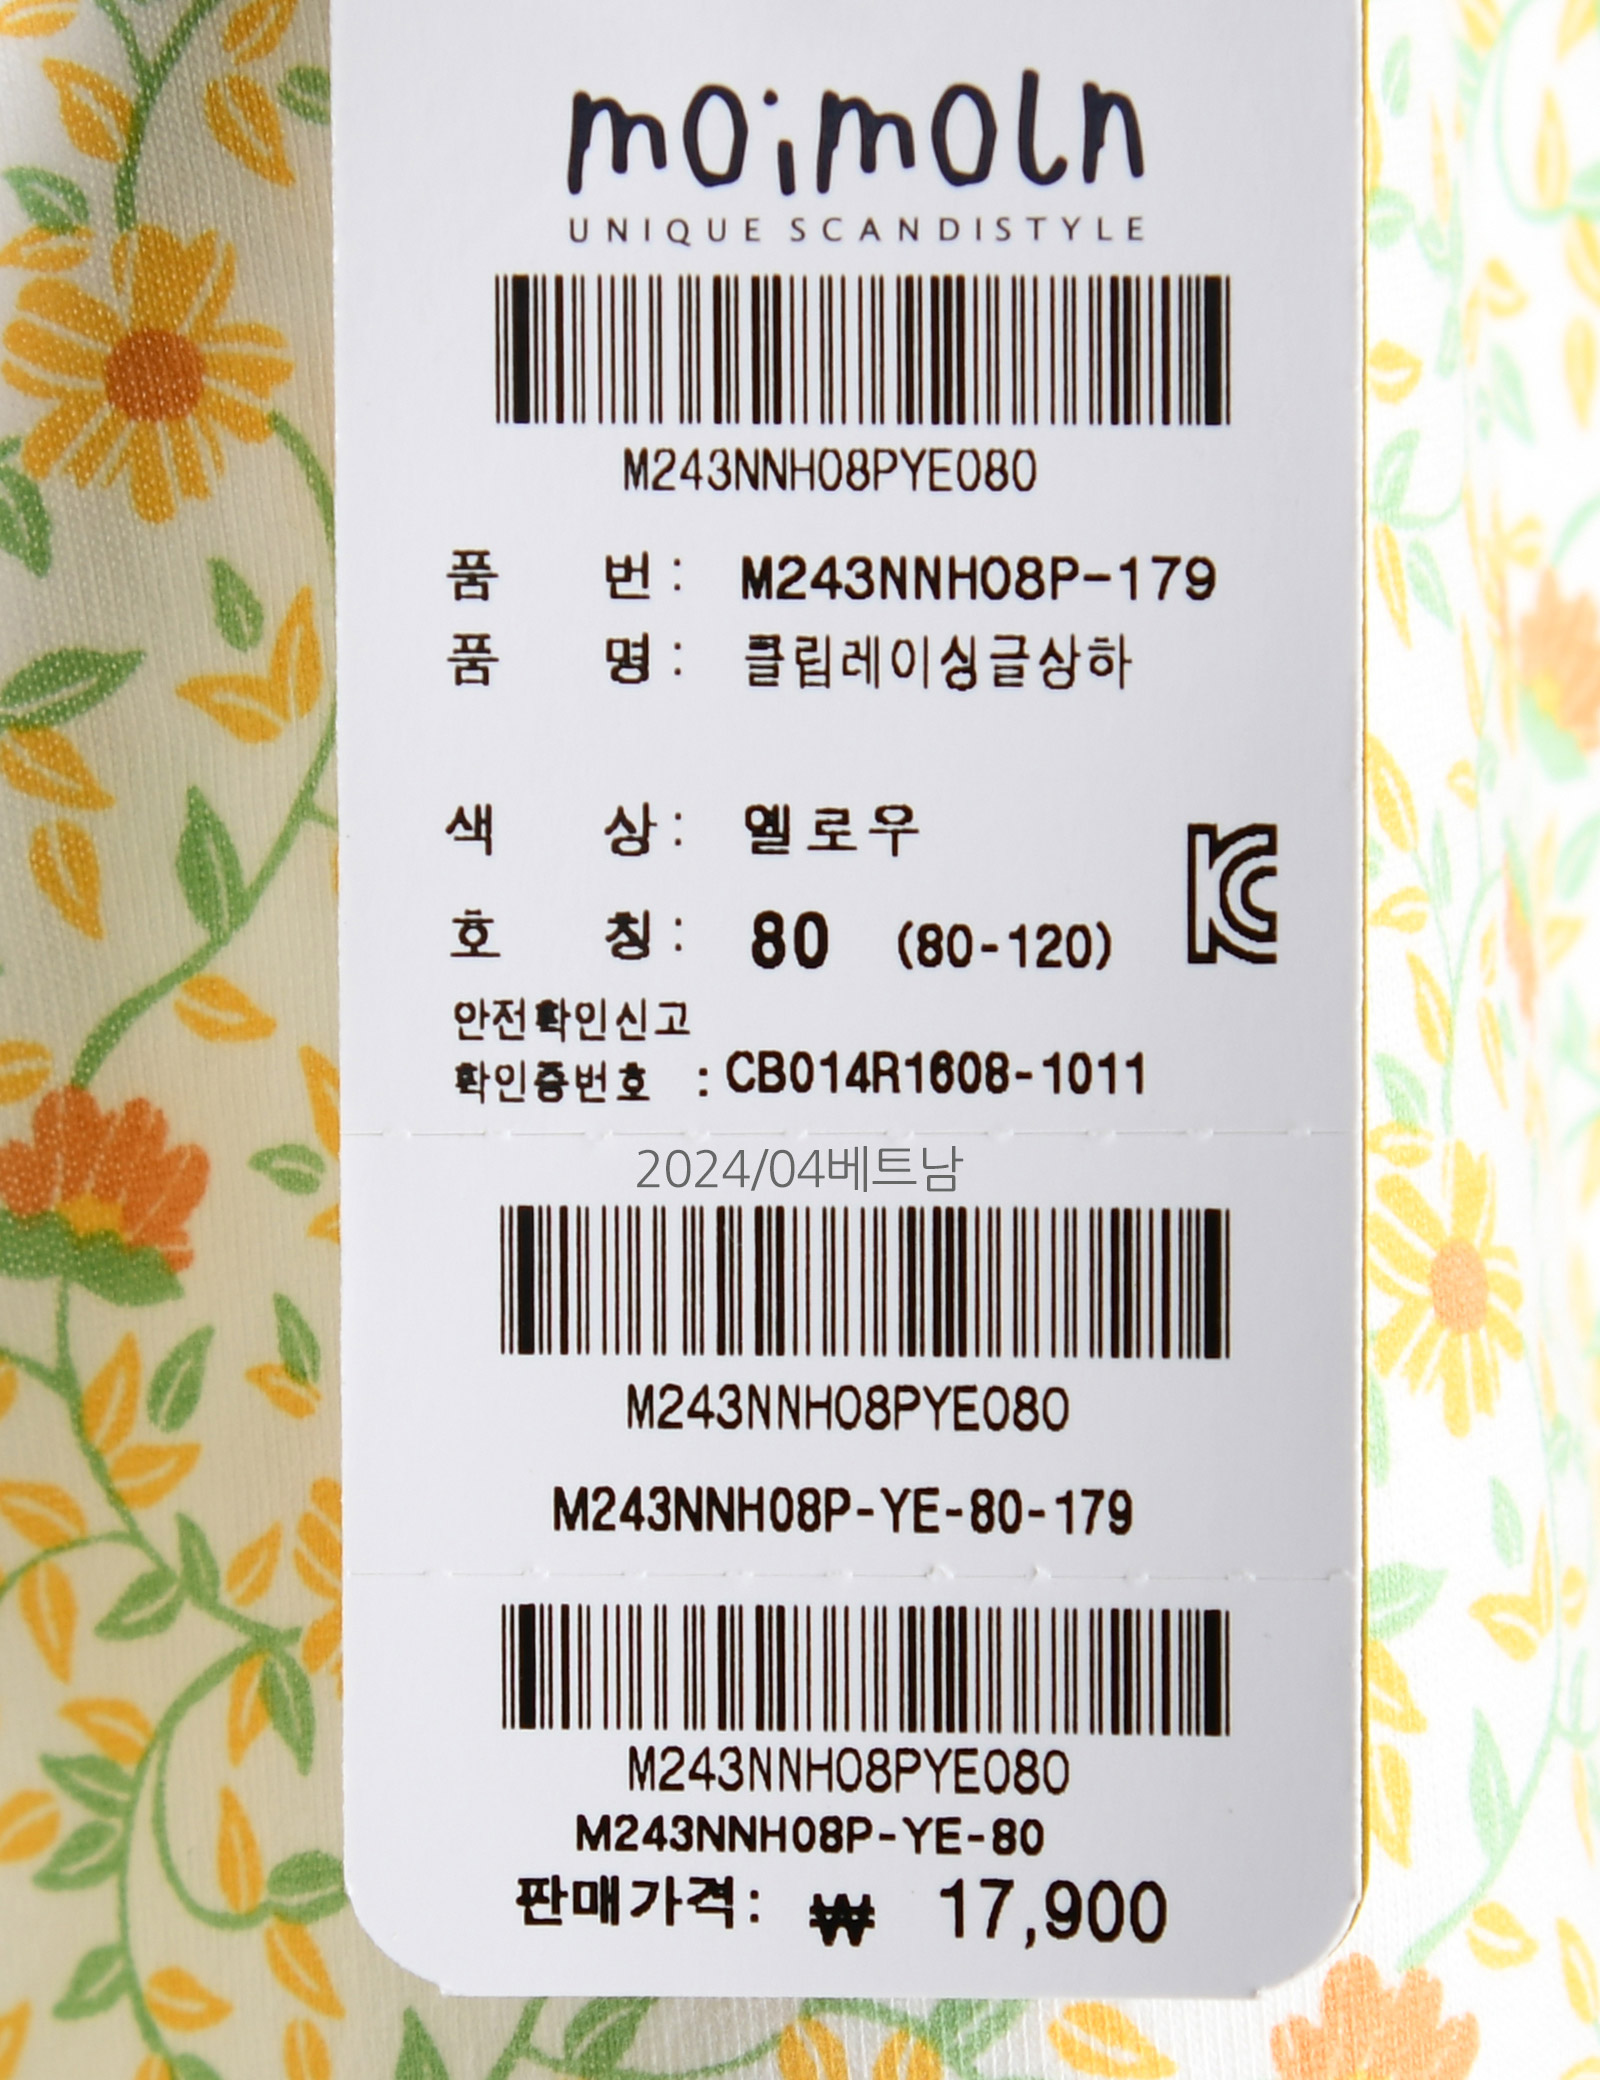 moimoln
UNIQUE SCANDISTYLE
M243NNH08PYE080
품 번 : M243NNH08P-179
품 명 : 클립레이싱글상하
색 상 : 옐로우
호 칭 : 80 (80-120)
안전확인신고
확인증번호 : CB014R1608-1011
2024/04베트남
M243NNH08PYE080
M243NNH08P-YE-80-179
M243NNH08PYE080
M243NNH08P-YE-80
판매가격: ₩ 17,900